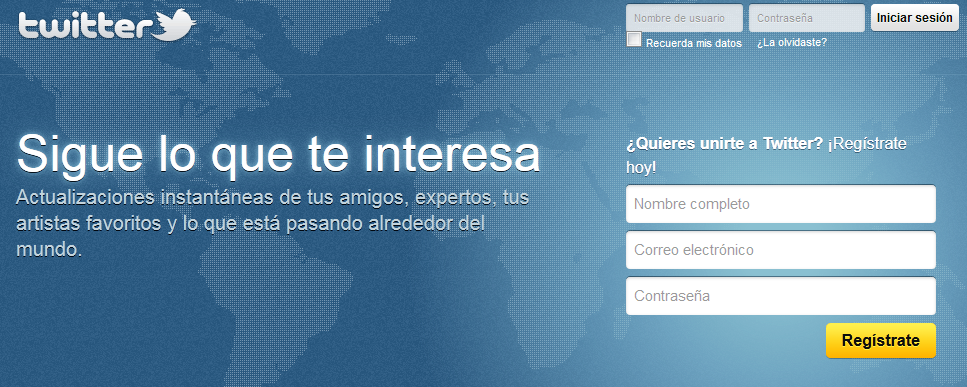 twitter
Nombre de usuario
Contraseña
Iniciar sesión
Recuerda mis datos
¿La olvidaste?
Sigue lo que te interesa
Actualizaciones instantáneas de tus amigos, expertos, tus
artistas favoritos y lo que está pasando alrededor del
mundo.
¿Quieres unirte a Twitter? ¡Regístrate
hoy!
Nombre completo
Correo electrónico
Contraseña
Regístrate